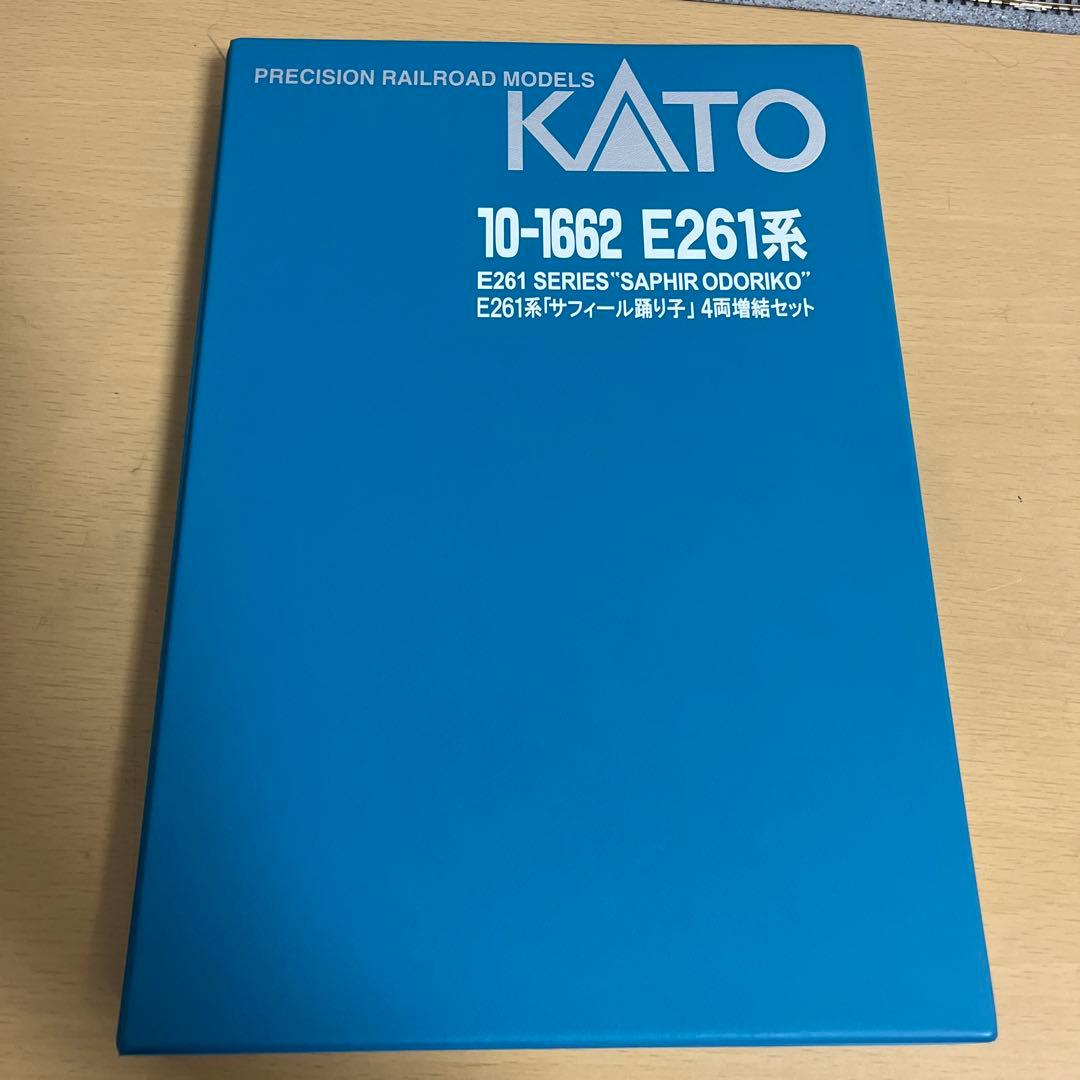 PRECISION RAILROAD MODELS
KATO
10-1662 E261系
E261 SERIES "SAPHIR ODORIKO"
E261系「サフィール踊り子」4両増結セット